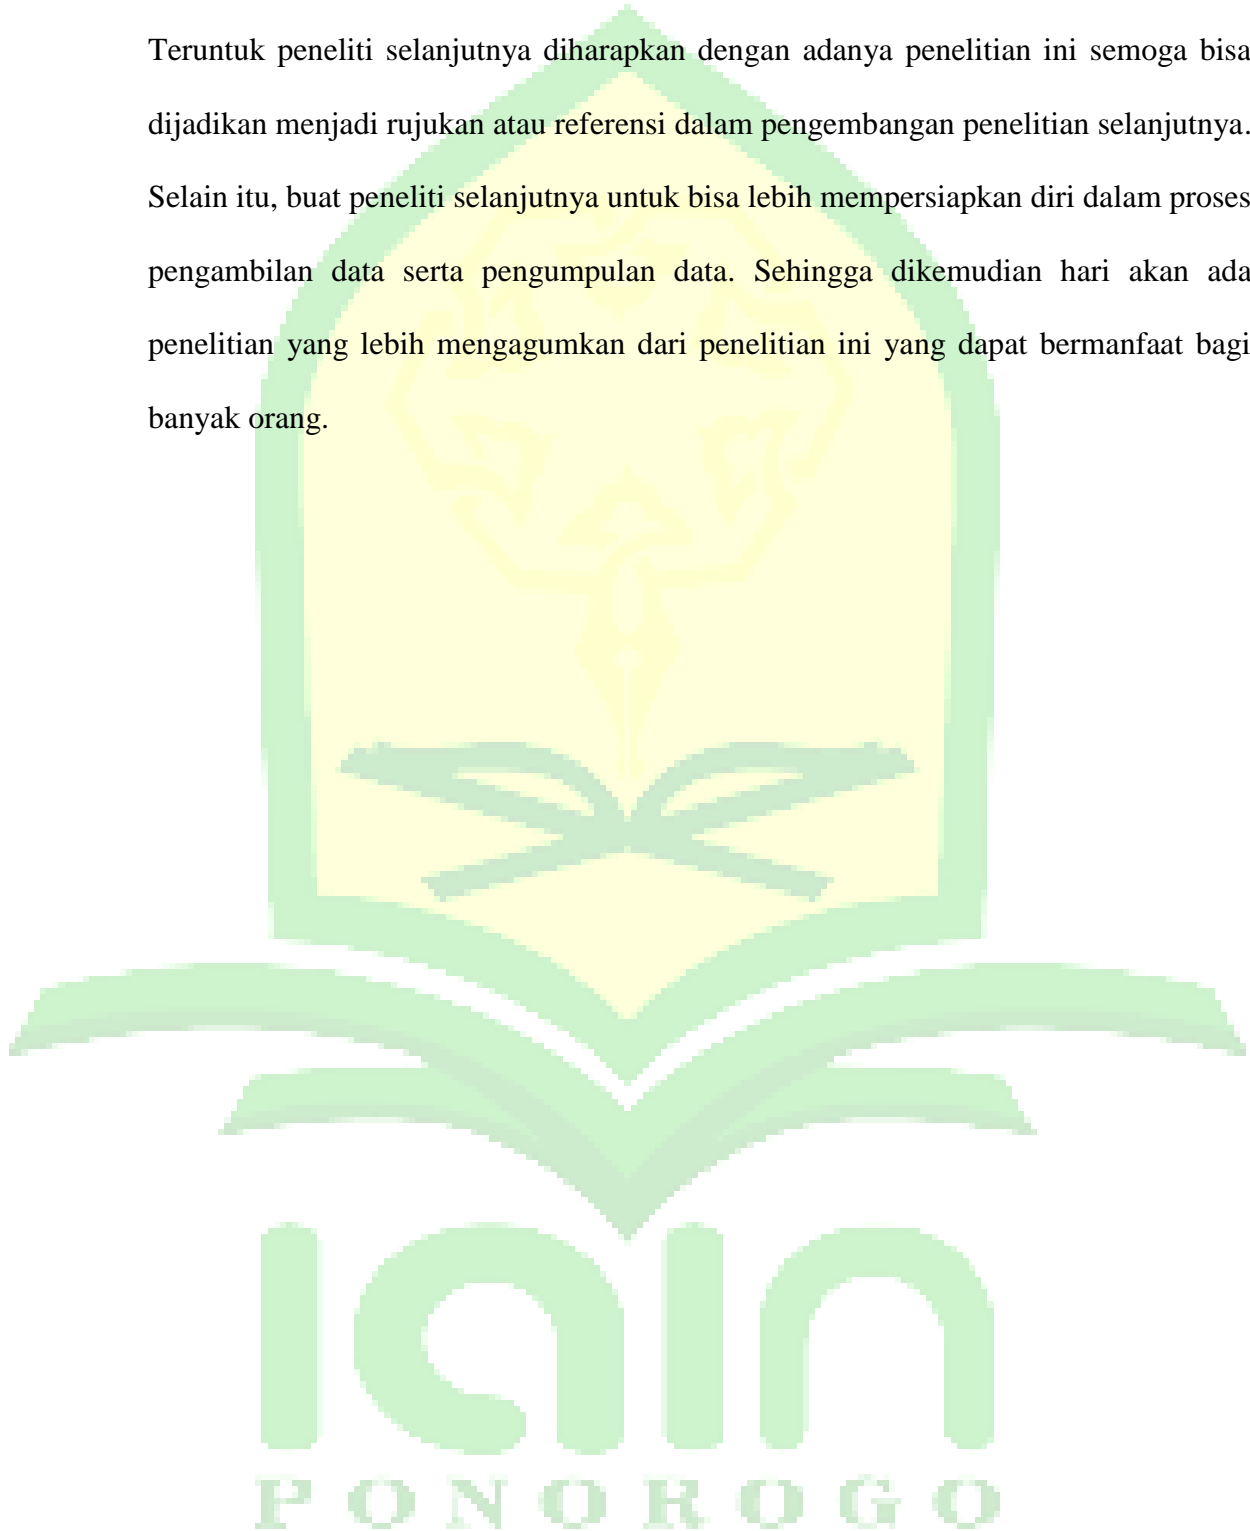 Teruntuk peneliti selanjutnya diharapkan dengan adanya penelitian ini semoga bisa
dijadikan menjadi rujukan atau referensi dalam pengembangan penelitian selanjutnya.
Selain itu, buat peneliti selanjutnya untuk bisa lebih mempersiapkan diri dalam proses
pengambilan data serta pengumpulan data. Sehingga dikemudian hari akan ada
penelitian yang lebih mengagumkan dari penelitian ini yang dapat bermanfaat bagi
banyak orang.
iain
PONOROGO